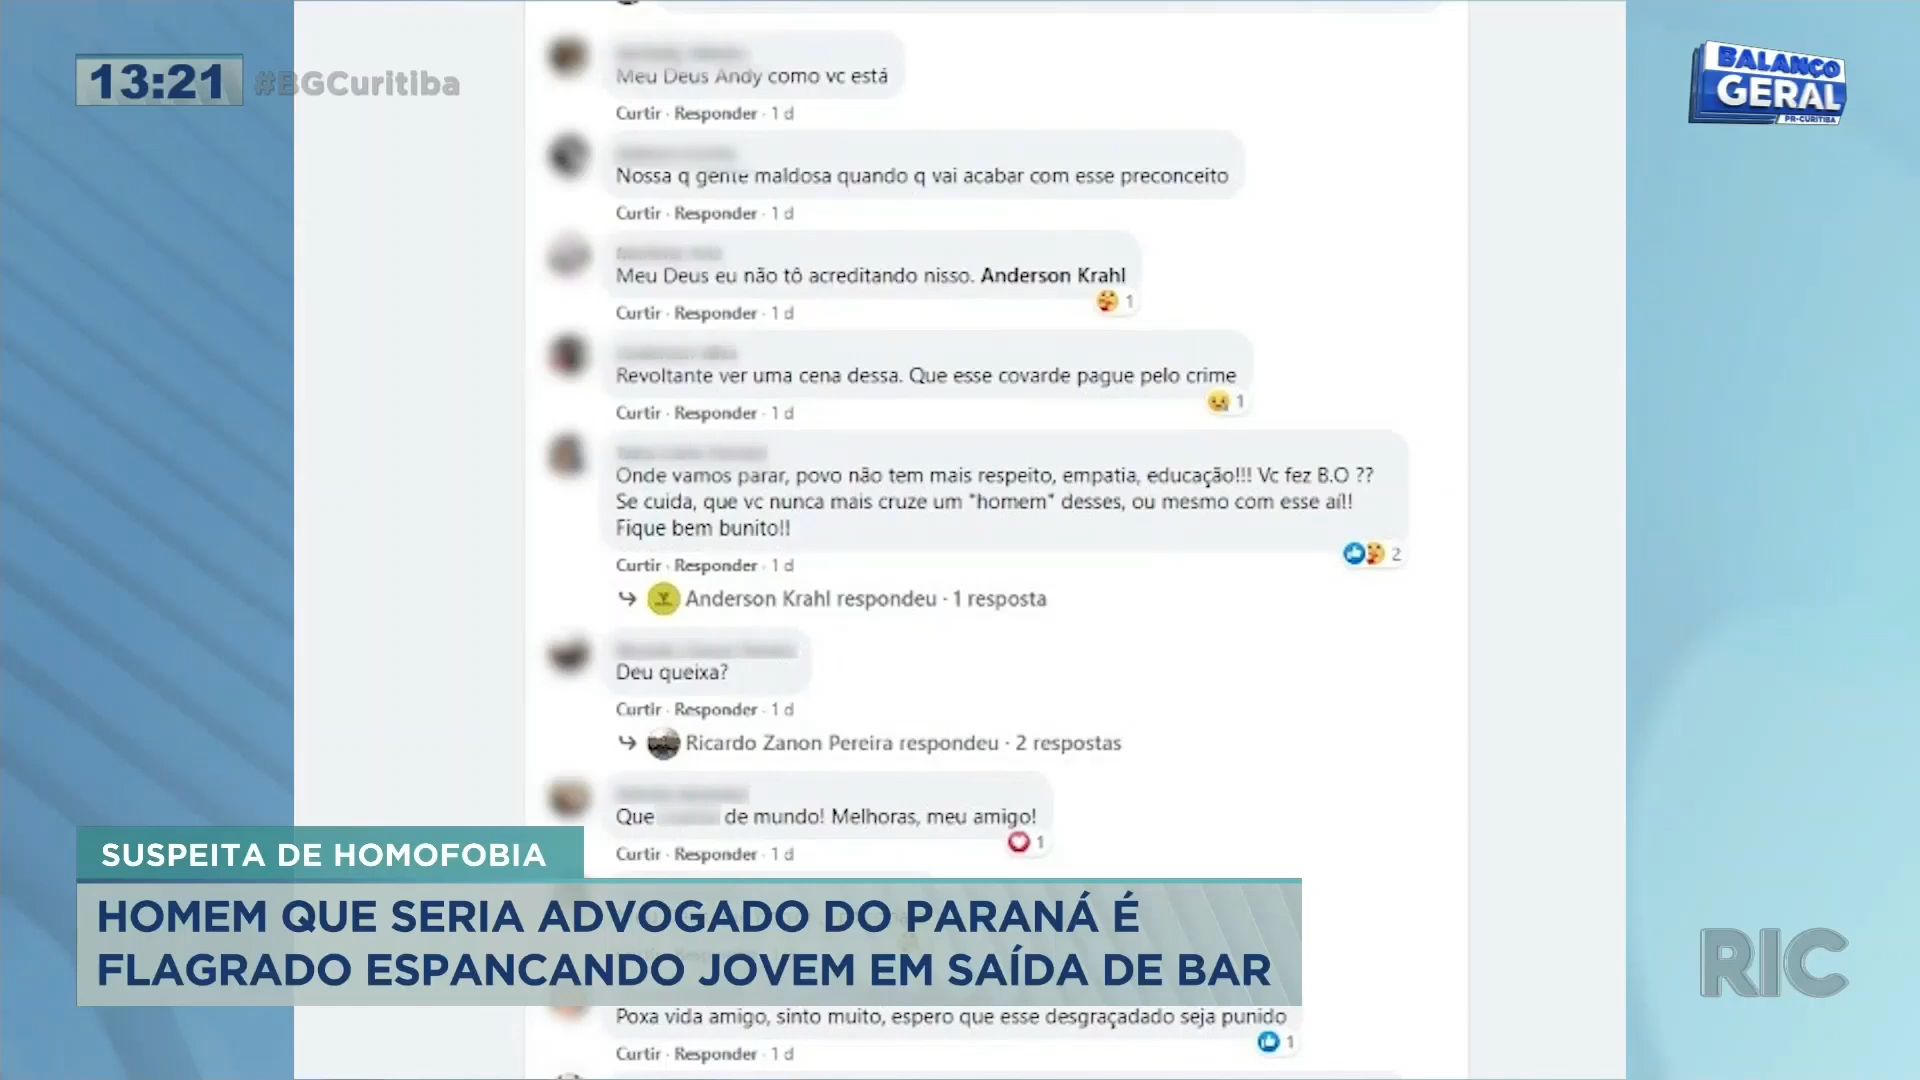 13:21 #BGCuritiba
BALANÇO
GERAL
PR-CURITIBA
Meu Deus Andy como vc está
Curtir · Responder · 1 d
Nossa q gente maldosa quando q vai acabar com esse preconceito
Curtir · Responder · 1 d
Meu Deus eu não tô acreditando nisso. Anderson Krahl
1
Curtir · Responder · 1 d
Revoltante ver uma cena dessa. Que esse covarde pague pelo crime
1
Curtir · Responder · 1 d
Onde vamos parar, povo não tem mais respeito, empatia, educação!!! Vc fez B.O ??
Se cuida, que vc nunca mais cruze um "homem" desses, ou mesmo com esse aí!!
Fique bem bunito!!
2
Curtir · Responder · 1 d
Anderson Krahl respondeu · 1 resposta
Deu queixa?
Curtir · Responder · 1 d
Ricardo Zanon Pereira respondeu · 2 respostas
Que de mundo! Melhoras, meu amigo!
1
Curtir · Responder · 1 d
SUSPEITA DE HOMOFOBIA
HOMEM QUE SERIA ADVOGADO DO PARANÁ É
FLAGRADO ESPANCANDO JOVEM EM SAÍDA DE BAR
RIC
Poxa vida amigo, sinto muito, espero que esse desgraçadado seja punido
1
Curtir · Responder · 1 d